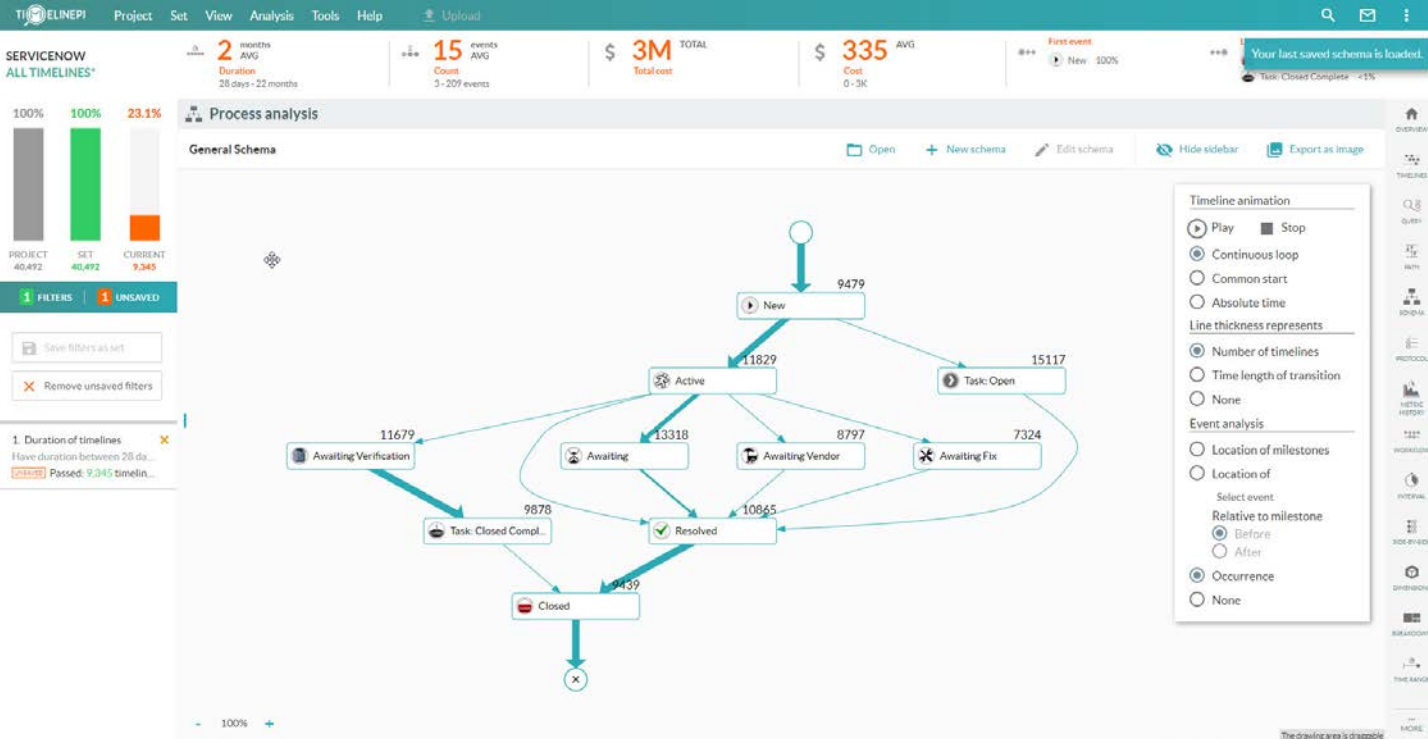 TIMELINEPI Project Set View Analysis Tools Help Upload
SERVICENOW
ALL TIMELINES*
2 months AVG
Duration
28 days - 22 months
15 events AVG
Count
3 - 209 events
$ 3M TOTAL
Total cost
$ 335 AVG
Cost
0 - 3K
First event
New 100%
Your last saved schema is loaded.
Task: Closed Complete <1%
100% 100% 23.1%
PROJECT SET CURRENT
40,492 40,492 9,345
1 FILTERS 1 UNSAVED
Save filters as set
Remove unsaved filters
1. Duration of timelines
Have duration between 28 da...
UNSAVED Passed: 9,345 timelin...
Process analysis
General Schema Open New schema Edit schema Hide sidebar Export as image
9479
New
11829
Active
15117
Task: Open
11679
Awaiting Verification
13318
Awaiting
8797
Awaiting Vendor
7324
Awaiting Fix
9878
Task: Closed Compl...
10865
Resolved
9439
Closed
- 100% +
Timeline animation
Play Stop
Continuous loop
Common start
Absolute time
Line thickness represents
Number of timelines
Time length of transition
None
Event analysis
Location of milestones
Location of
Select event
Relative to milestone
Before
After
Occurrence
None
OVERVIEW
TIMELINES
QUERY
PATH
SCHEMA
PROTOCOL
METRIC
HISTORY
WORKFLOW
INTERVAL
SIDE-BY-SIDE
DIMENSION
BREAKDOWN
TIME RANGE
MORE
The drawing area is draggable